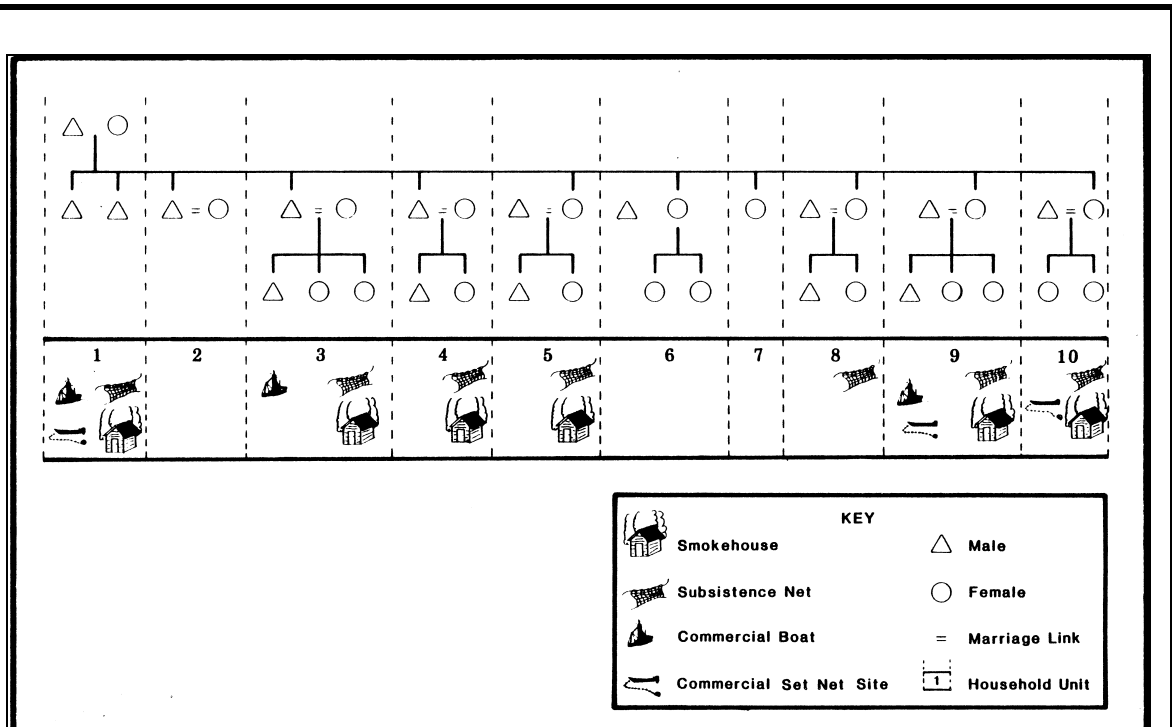 1 2 3 4 5 6 7 8 9 10
KEY
Smokehouse
Male
Subsistence Net
Female
Commercial Boat
= Marriage Link
Commercial Set Net Site
1 Household Unit